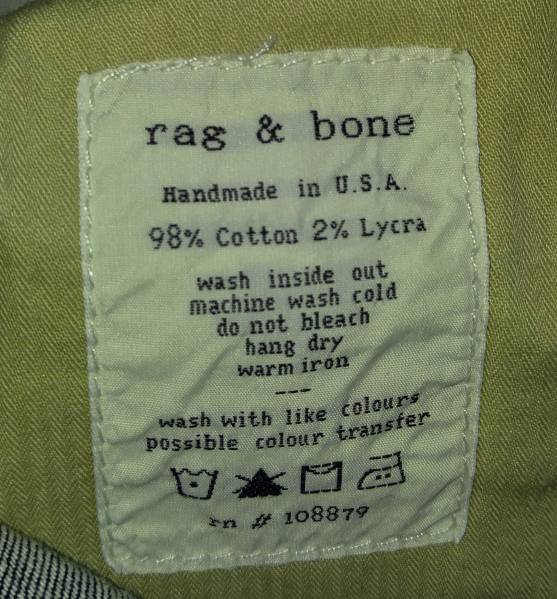 rag & bone
Handmade in U.S.A.
98% Cotton 2% Lycra
wash inside out
machine wash cold
do not bleach
hang dry
warm iron
---
wash with like colours
possible colour transfer
rn # 108879